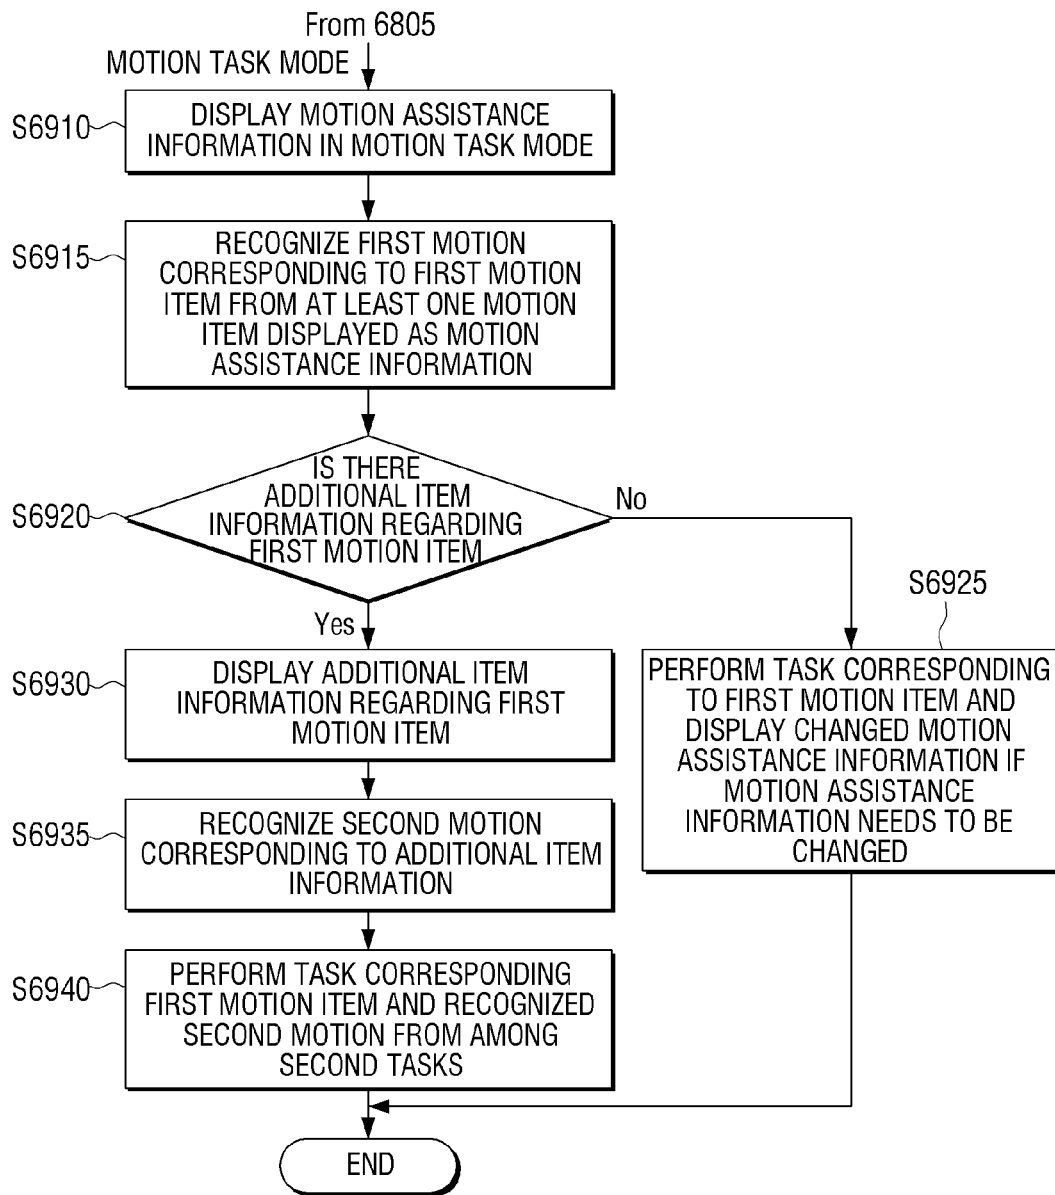 From 6805
MOTION TASK MODE
S6910
DISPLAY MOTION ASSISTANCE
INFORMATION IN MOTION TASK MODE
S6915
RECOGNIZE FIRST MOTION
CORRESPONDING TO FIRST MOTION
ITEM FROM AT LEAST ONE MOTION
ITEM DISPLAYED AS MOTION
ASSISTANCE INFORMATION
S6920
IS THERE
ADDITIONAL ITEM
INFORMATION REGARDING
FIRST MOTION ITEM
No
Yes
S6925
PERFORM TASK CORRESPONDING
TO FIRST MOTION ITEM AND
DISPLAY CHANGED MOTION
ASSISTANCE INFORMATION IF
MOTION ASSISTANCE
INFORMATION NEEDS TO BE
CHANGED
S6930
DISPLAY ADDITIONAL ITEM
INFORMATION REGARDING FIRST
MOTION ITEM
S6935
RECOGNIZE SECOND MOTION
CORRESPONDING TO ADDITIONAL ITEM
INFORMATION
S6940
PERFORM TASK CORRESPONDING
FIRST MOTION ITEM AND RECOGNIZED
SECOND MOTION FROM AMONG
SECOND TASKS
END